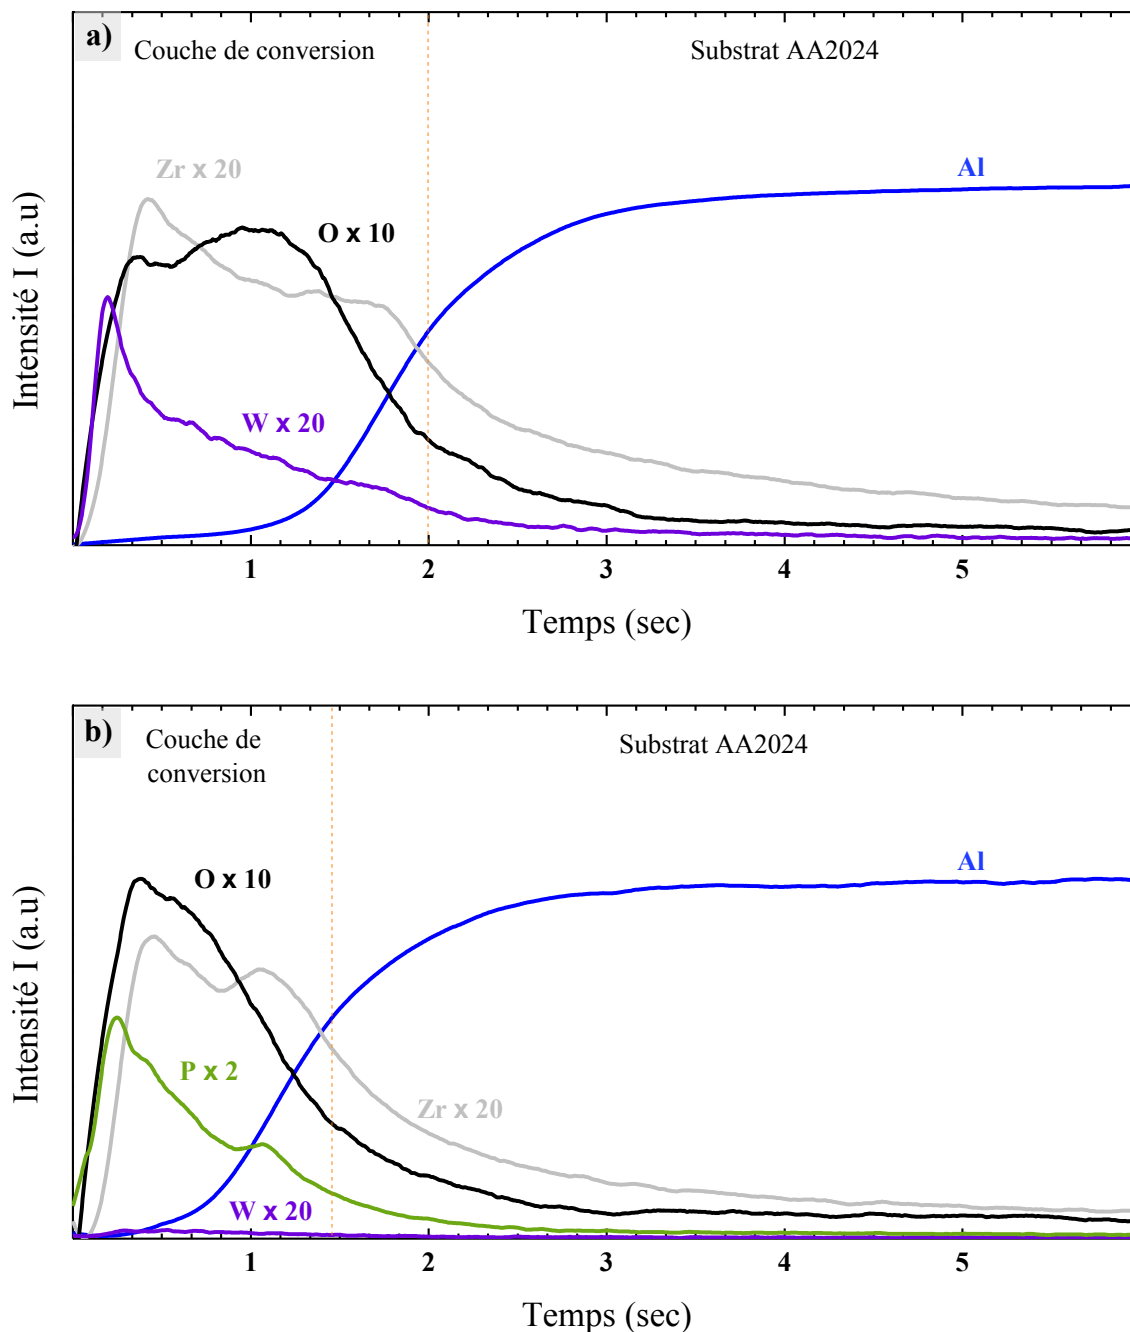 a)
Couche de conversion
Substrat AA2024
Zr x 20
Al
O x 10
W x 20
Intensité I (a.u)
1 2 3 4 5
Temps (sec)
b)
Couche de
conversion
Substrat AA2024
O x 10
Al
P x 2
Zr x 20
W x 20
Intensité I (a.u)
1 2 3 4 5
Temps (sec)